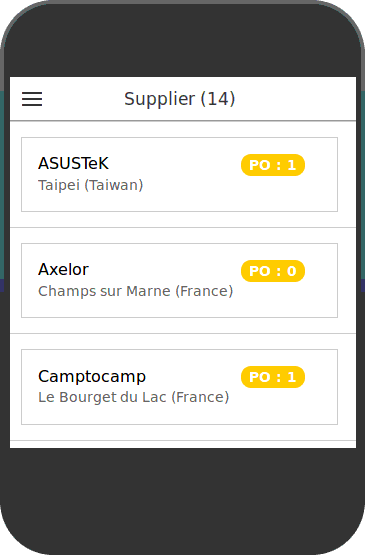 Supplier (14)
ASUSTeK
PO : 1
Taipei (Taiwan)
Axelor
PO : 0
Champs sur Marne (France)
Camptocamp
PO : 1
Le Bourget du Lac (France)